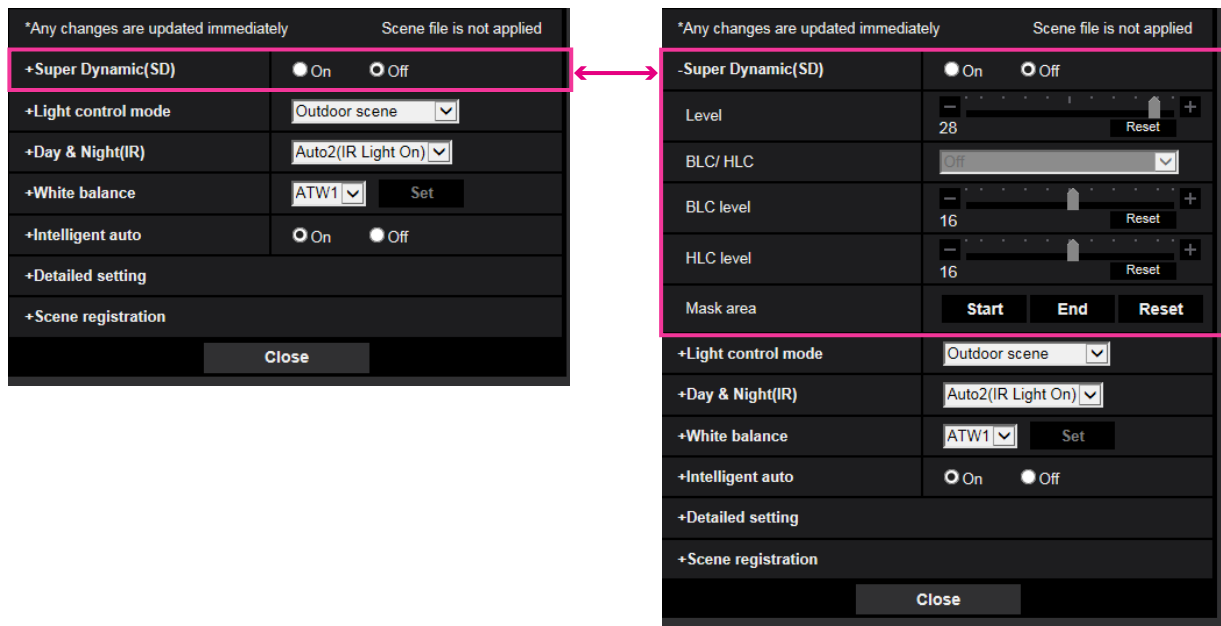 *Any changes are updated immediately Scene file is not applied
+Super Dynamic(SD) On Off
+Light control mode Outdoor scene
+Day & Night(IR) Auto2(IR Light On)
+White balance ATW1 Set
+Intelligent auto On Off
+Detailed setting
+Scene registration
Close
*Any changes are updated immediately Scene file is not applied
-Super Dynamic(SD) On Off
Level − +
28 Reset
BLC/ HLC Off
BLC level − +
16 Reset
HLC level − +
16 Reset
Mask area Start End Reset
+Light control mode Outdoor scene
+Day & Night(IR) Auto2(IR Light On)
+White balance ATW1 Set
+Intelligent auto On Off
+Detailed setting
+Scene registration
Close